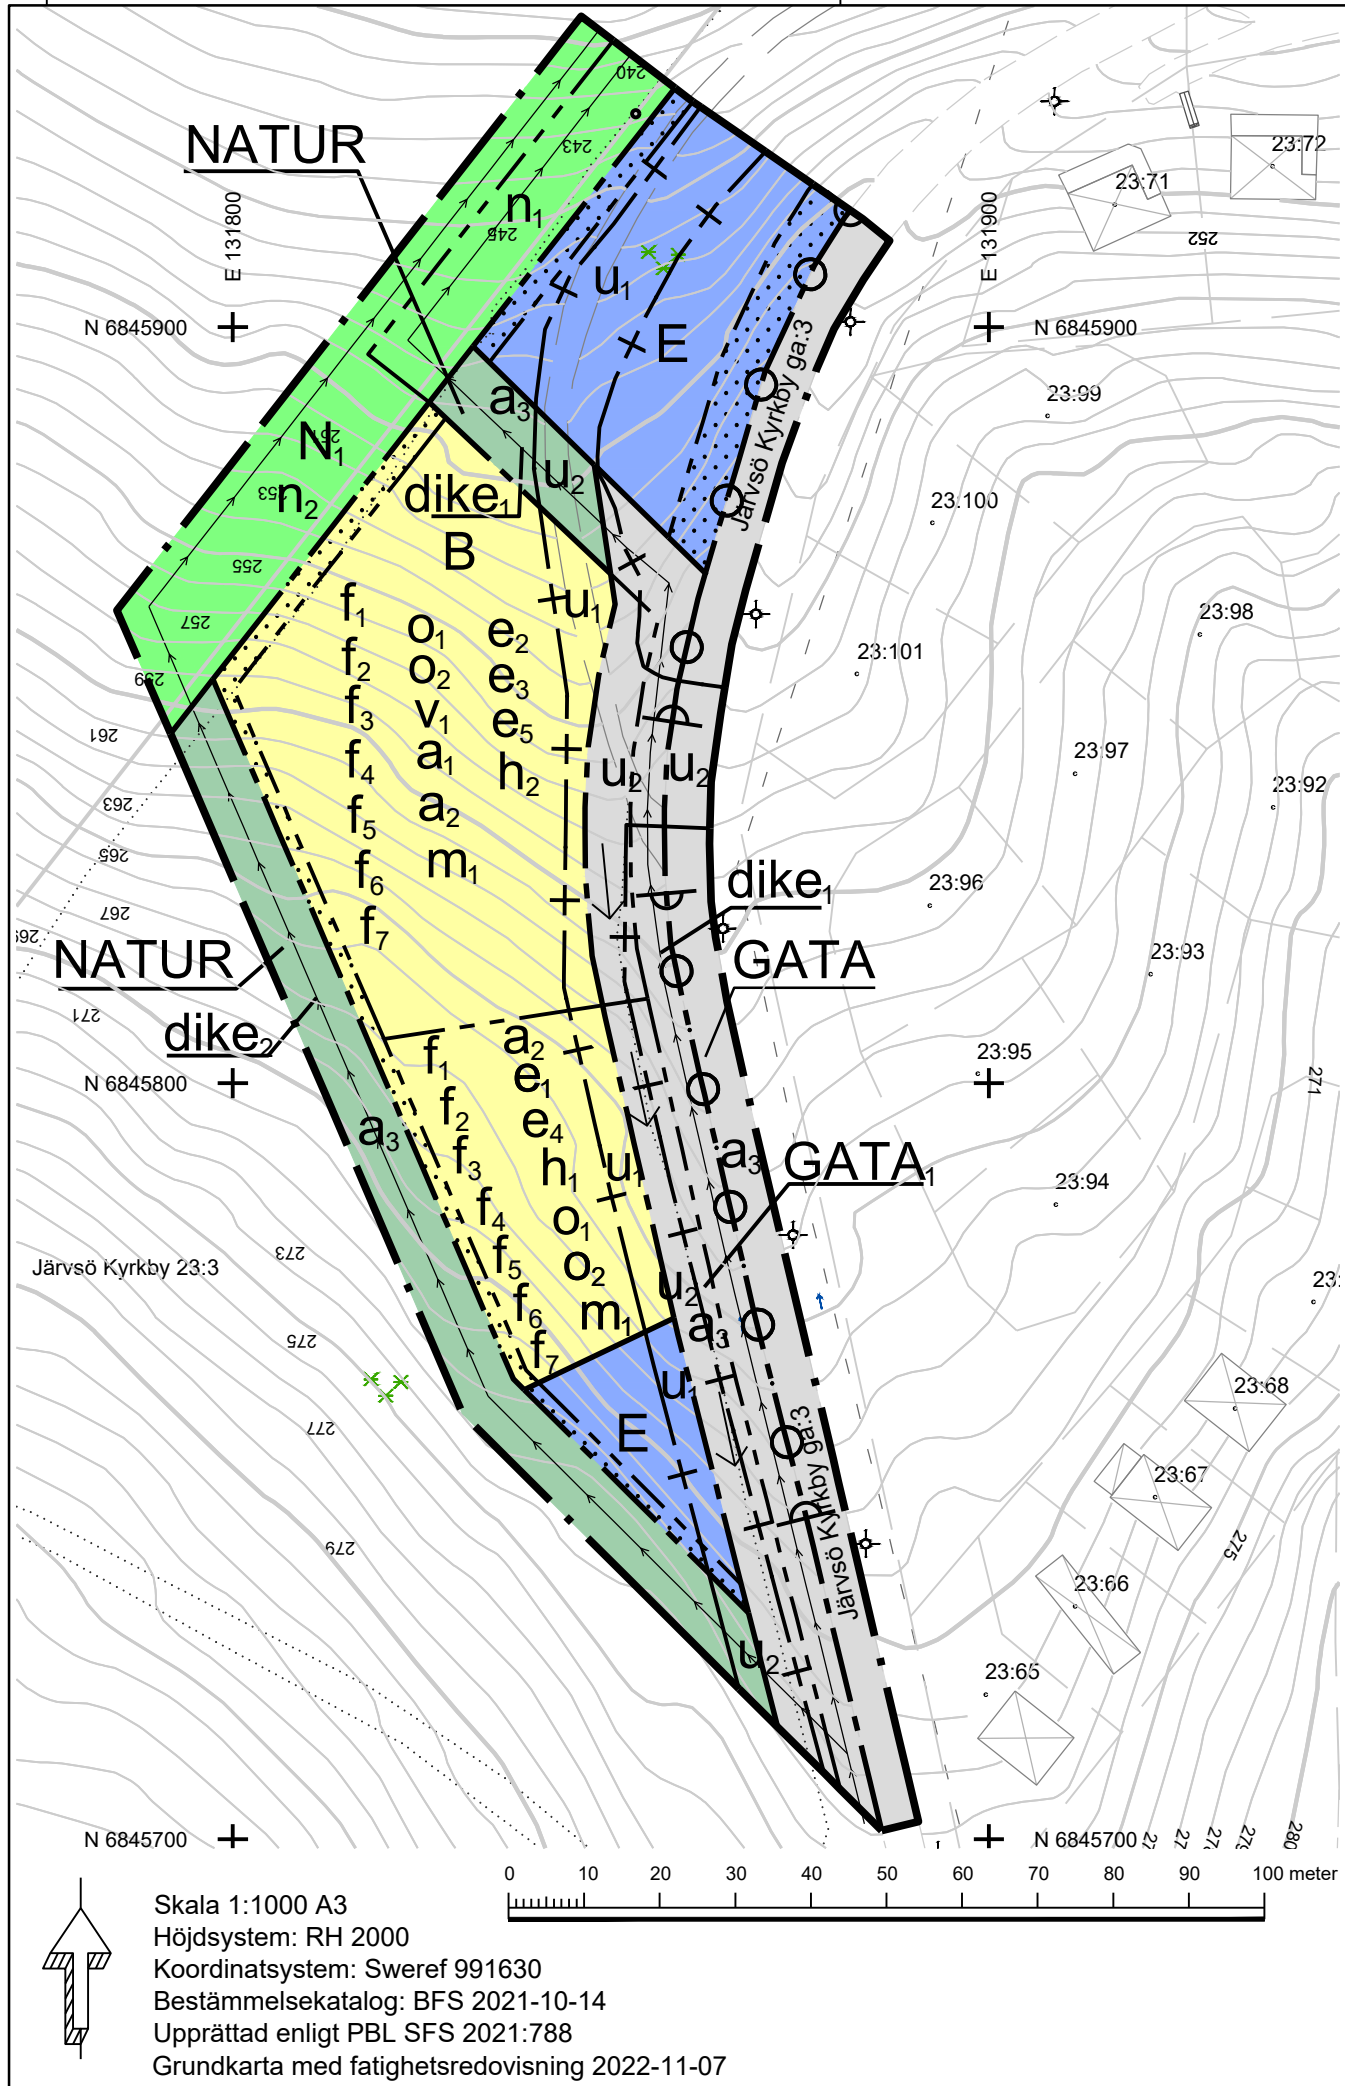 240
NATUR
243
23:72
23:71
n1
E 131800
E 131900
246
252
u1
N 6845900
N 6845900
E
Järvsö Kyrkby ga:3
a3
23:99
N1
u2
253
n2
dike1
23:100
B
255
f1
u1
257
o1
e2
23:98
f2
o2
e3
23:101
259
f3
v1
e5
261
f4
a1
h2
u2
u2
23:97
263
a2
23:92
f5
265
m1
f6
dike1
23:96
267
f7
NATUR
GATA
23:93
271
dike2
f1
a2
23:95
N 6845800
e1
271
f2
e4
a3
f3
h1
u1
a3
GATA1
23:94
f4
o1
273
f5
o2
Järvsö Kyrkby 23:3
u2
f6
m1
a3
275
f7
u1
23:68
277
E
23:67
Järvsö Kyrkby ga:3
279
275
23:66
u2
23:65
N 6845700
N 6845700
280
0 10 20 30 40 50 60 70 80 90 100 meter
Skala 1:1000 A3
Höjdsystem: RH 2000
Koordinatsystem: Sweref 991630
Bestämmelsekatalog: BFS 2021-10-14
Upprättad enligt PBL SFS 2021:788
Grundkarta med fatighetsredovisning 2022-11-07